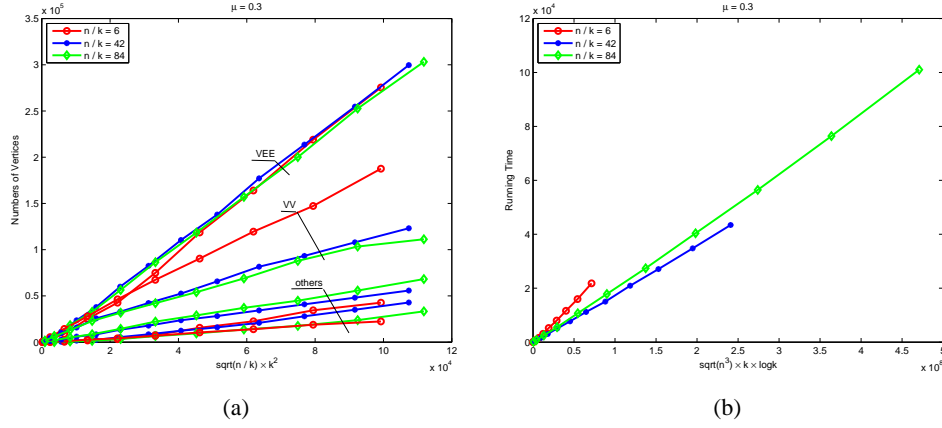 μ = 0.3
x 10^5
n / k = 6
n / k = 42
n / k = 84
Numbers of Vertices
3.5
3
2.5
2
1.5
1
0.5
0
VEE
VV
others
0 2 4 6 8 10 12
sqrt(n / k) × k²
x 10^4
(a)
μ = 0.3
x 10^4
n / k = 6
n / k = 42
n / k = 84
Running Time
12
10
8
6
4
2
0
0 0.5 1 1.5 2 2.5 3 3.5 4 4.5
sqrt(n³) × k × logk
(b)